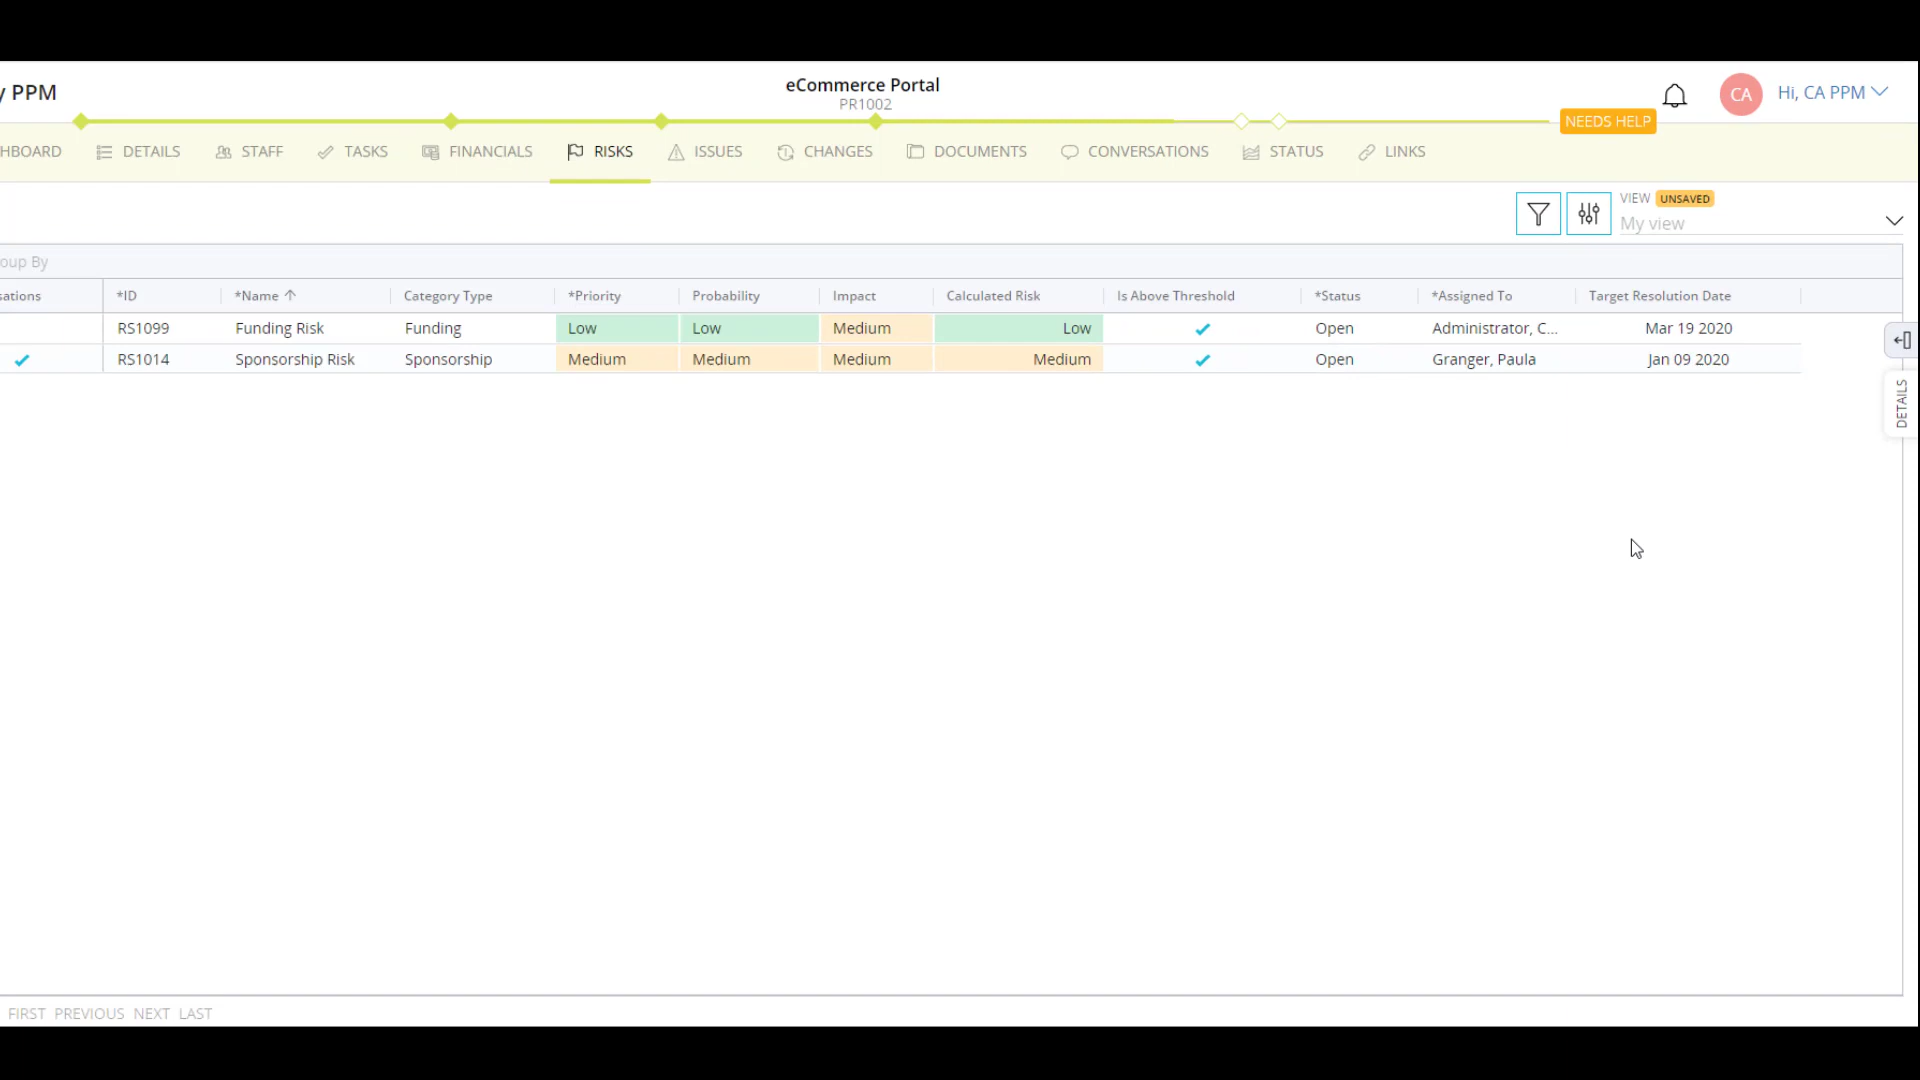 y PPM
eCommerce Portal
PR1002
CA
Hi, CA PPM
NEEDS HELP
HBOARD DETAILS STAFF TASKS FINANCIALS RISKS ISSUES CHANGES DOCUMENTS CONVERSATIONS STATUS LINKS
VIEW UNSAVED
My view
oup By
sations *ID *Name Category Type *Priority Probability Impact Calculated Risk Is Above Threshold *Status *Assigned To Target Resolution Date
RS1099 Funding Risk Funding Low Low Medium Low Open Administrator, C... Mar 19 2020
RS1014 Sponsorship Risk Sponsorship Medium Medium Medium Medium Open Granger, Paula Jan 09 2020
DETAILS
FIRST PREVIOUS NEXT LAST